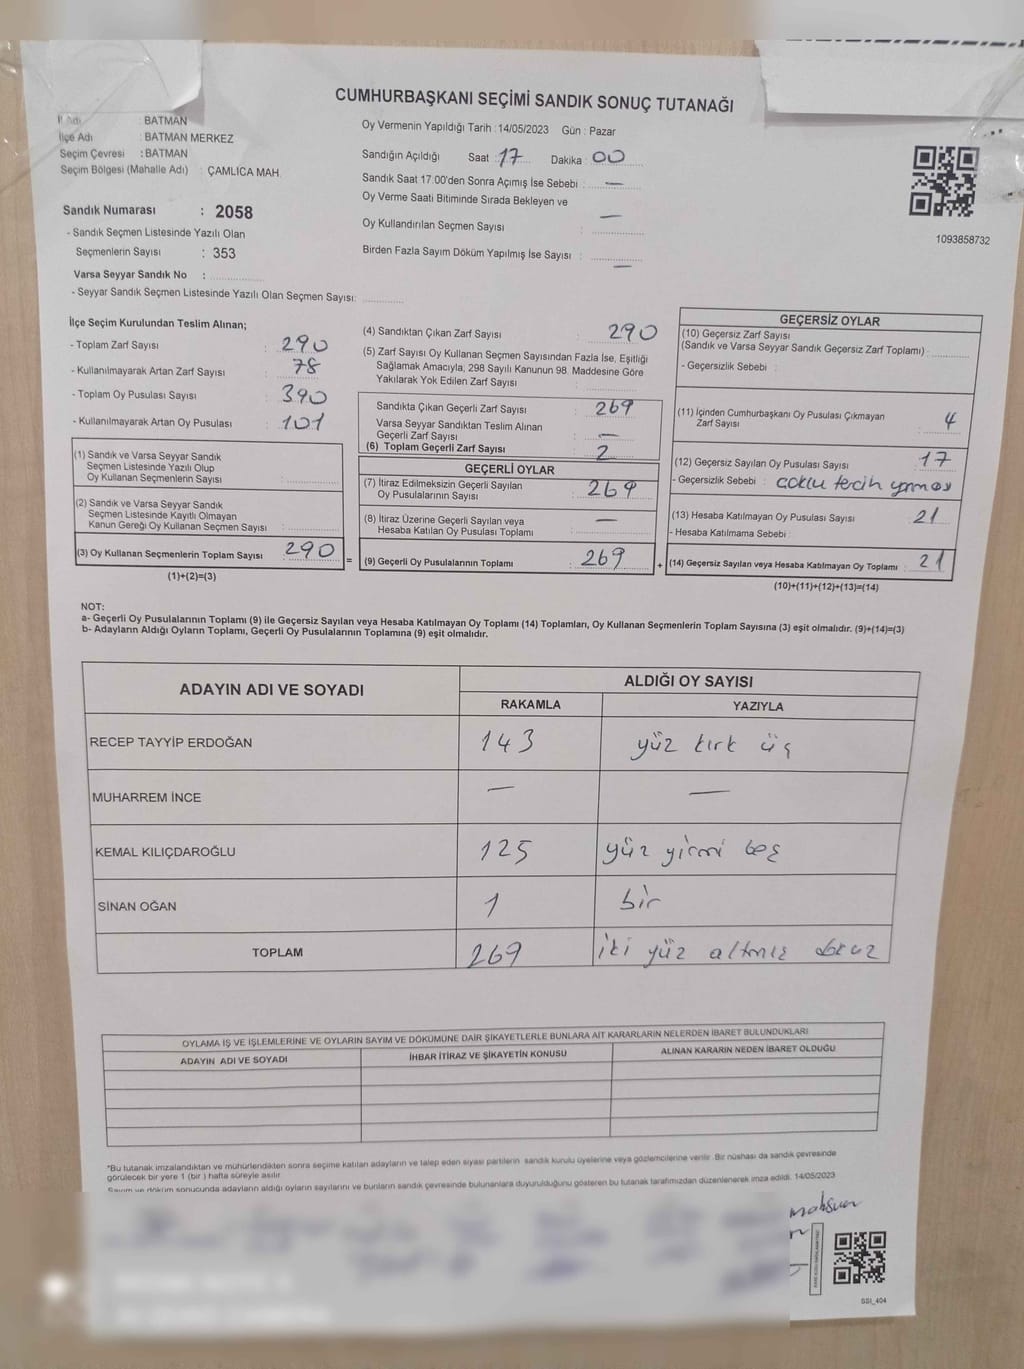 CUMHURBAŞKANI SEÇİMİ SANDIK SONUÇ TUTANAĞI
İl Adı : BATMAN
İlçe Adı : BATMAN MERKEZ
Seçim Çevresi : BATMAN
Seçim Bölgesi (Mahalle Adı) : ÇAMLICA MAH.
Sandık Numarası : 2058
- Sandık Seçmen Listesinde Yazılı Olan
Seçmenlerin Sayısı : 353
Varsa Seyyar Sandık No :
- Seyyar Sandık Seçmen Listesinde Yazılı Olan Seçmen Sayısı:
Oy Vermenin Yapıldığı Tarih : 14/05/2023 Gün : Pazar
Sandığın Açıldığı Saat : 17 Dakika : 00
Sandık Saat 17:00'den Sonra Açımış İse Sebebi : —
Oy Verme Saati Bitiminde Sırada Bekleyen ve
Oy Kullandırılan Seçmen Sayısı : —
Birden Fazla Sayım Döküm Yapılmış İse Sayısı : —
1093858732
İlçe Seçim Kurulundan Teslim Alınan;
- Toplam Zarf Sayısı : 290
- Kullanılmayarak Artan Zarf Sayısı : 78
- Toplam Oy Pusulası Sayısı : 390
- Kullanılmayarak Artan Oy Pusulası : 101
(1) Sandık ve Varsa Seyyar Sandık
Seçmen Listesinde Yazılı Olup
Oy Kullanan Seçmenlerin Sayısı :
(2) Sandık ve Varsa Seyyar Sandık
Seçmen Listesinde Kayıtlı Olmayan
Kanun Gereği Oy Kullanan Seçmen Sayısı :
(3) Oy Kullanan Seçmenlerin Toplam Sayısı : 290 =
(1)+(2)=(3)
(4) Sandıktan Çıkan Zarf Sayısı : 290
(5) Zarf Sayısı Oy Kullanan Seçmen Sayısından Fazla İse, Eşitliği
Sağlamak Amacıyla, 298 Sayılı Kanunun 98. Maddesine Göre
Yakılarak Yok Edilen Zarf Sayısı :
Sandıkta Çıkan Geçerli Zarf Sayısı : 269
Varsa Seyyar Sandıktan Teslim Alınan
Geçerli Zarf Sayısı : —
(6) Toplam Geçerli Zarf Sayısı : 2
GEÇERLİ OYLAR
(7) İtiraz Edilmeksizin Geçerli Sayılan
Oy Pusulalarının Sayısı : 269
(8) İtiraz Üzerine Geçerli Sayılan veya
Hesaba Katılan Oy Pusulası Toplamı : —
(9) Geçerli Oy Pusulalarının Toplamı : 269 +
GEÇERSİZ OYLAR
(10) Geçersiz Zarf Sayısı
(Sandık ve Varsa Seyyar Sandık Geçersiz Zarf Toplamı) :
- Geçersizlik Sebebi :
(11) İçinden Cumhurbaşkanı Oy Pusulası Çıkmayan
Zarf Sayısı : 4
(12) Geçersiz Sayılan Oy Pusulası Sayısı : 17
- Geçersizlik Sebebi : çoklu tercih yapması
(13) Hesaba Katılmayan Oy Pusulası Sayısı : 21
- Hesaba Katılmama Sebebi :
(14) Geçersiz Sayılan veya Hesaba Katılmayan Oy Toplamı : 21
(10)+(11)+(12)+(13)=(14)
NOT:
a- Geçerli Oy Pusulalarının Toplamı (9) ile Geçersiz Sayılan veya Hesaba Katılmayan Oy Toplamı (14) Toplamları, Oy Kullanan Seçmenlerin Toplam Sayısına (3) eşit olmalıdır. (9)+(14)=(3)
b- Adayların Aldığı Oyların Toplamı, Geçerli Oy Pusulalarının Toplamına (9) eşit olmalıdır.
ADAYIN ADI VE SOYADI ALDIĞI OY SAYISI
RAKAMLA YAZIYLA
RECEP TAYYİP ERDOĞAN 143 yüz kırk üç
MUHARREM İNCE — —
KEMAL KILIÇDAROĞLU 125 yüz yirmi beş
SİNAN OĞAN 1 bir
TOPLAM 269 iki yüz altmış dokuz
OYLAMA İŞ VE İŞLEMLERİNE VE OYLARIN SAYIM VE DÖKÜMÜNE DAİR ŞİKAYETLERLE BUNLARA AİT KARARLARIN NELERDEN İBARET BULUNDUKLARI
ADAYIN ADI VE SOYADI İHBAR İTİRAZ VE ŞİKAYETİN KONUSU ALINAN KARARIN NEDEN İBARET OLDUĞU
*Bu tutanak imzalandıktan ve mühürlendikten sonra seçime katılan adayların ve talep eden siyasi partilerin sandık kurulu üyelerine veya gözlemcilerine verilir. Bir nüshası da sandık çevresinde
görülecek bir yere 1 (bir) hafta süreyle asılır.
Sayım ve döküm sonucunda adayların aldığı oyların sayılarını ve bunların sandık çevresinde bulunanlara duyurulduğunu gösteren bu tutanak tarafımızdan düzenlenerek imza edildi. 14/05/2023